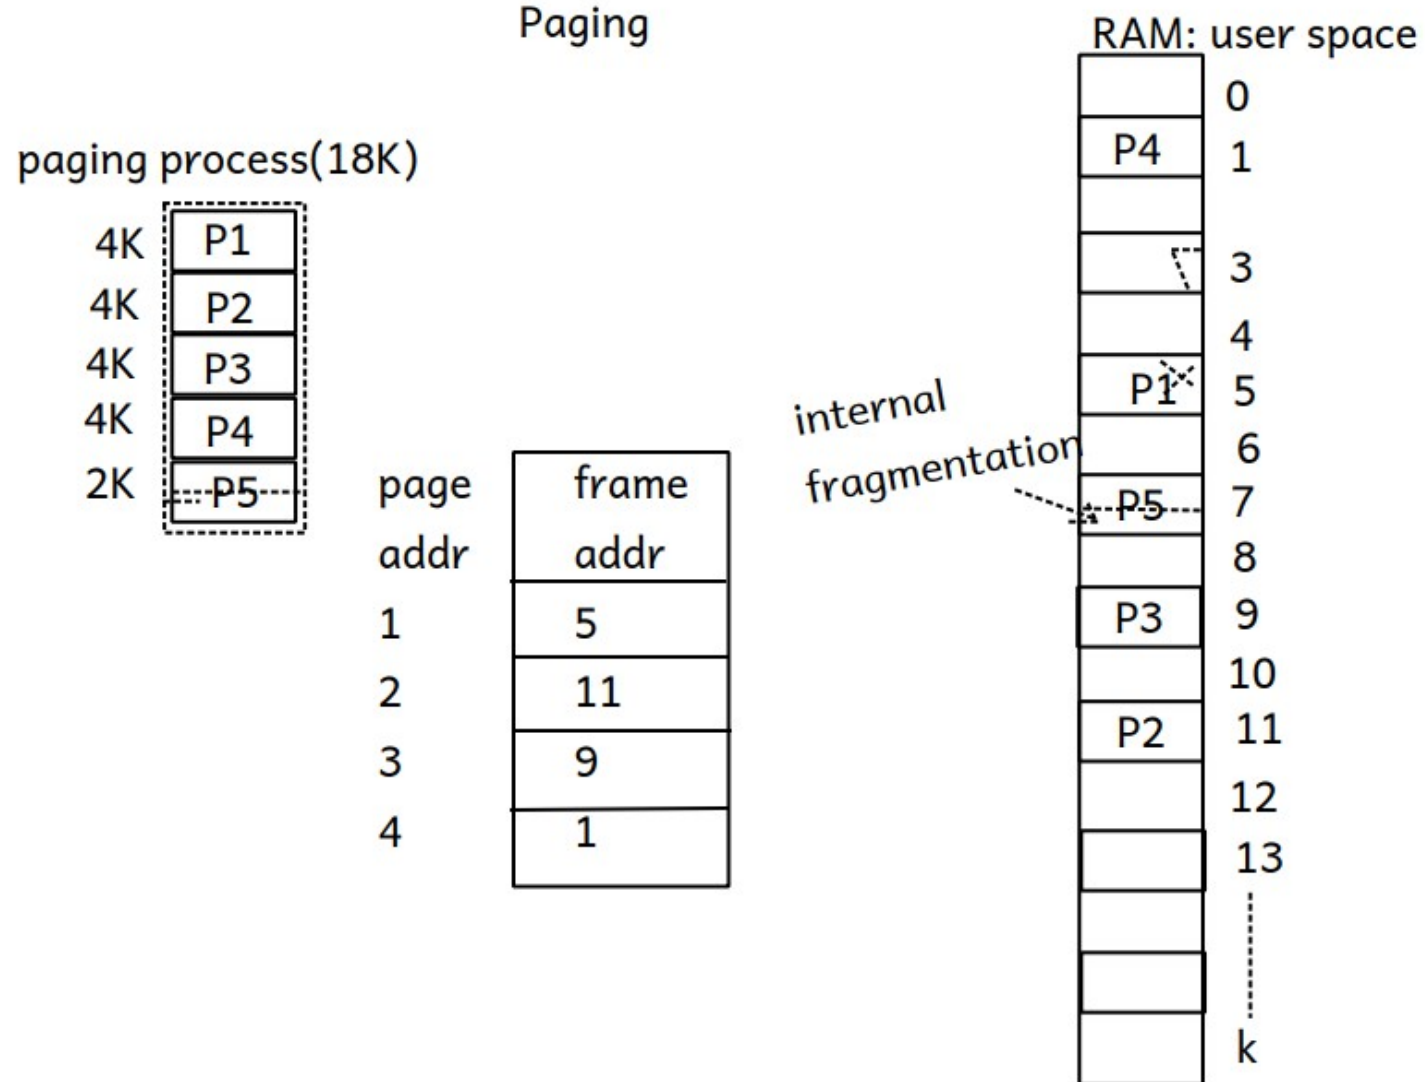 Paging
RAM: user space
paging process(18K)
4K P1
4K P2
4K P3
4K P4
2K P5
page frame
addr addr
1 5
2 11
3 9
4 1
internal
fragmentation
0
P4 1
3
4
P1 5
6
P5 7
8
P3 9
10
P2 11
12
13
k